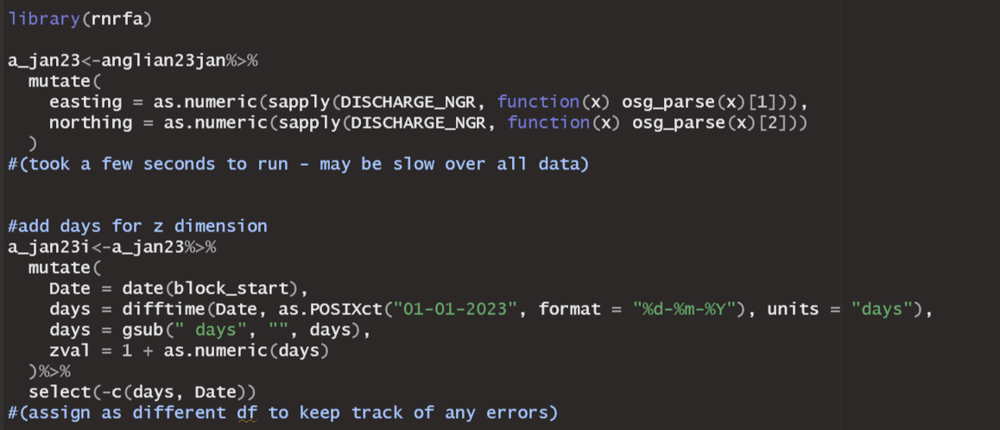 library(rnrfa)
a_jan23<-anglian23jan%>%
  mutate(
    easting = as.numeric(sapply(DISCHARGE_NGR, function(x) osg_parse(x)[1])),
    northing = as.numeric(sapply(DISCHARGE_NGR, function(x) osg_parse(x)[2]))
  )
#(took a few seconds to run - may be slow over all data)
#add days for z dimension
a_jan23i<-a_jan23%>%
  mutate(
    Date = date(block_start),
    days = difftime(Date, as.POSIXct("01-01-2023", format = "%d-%m-%Y"), units = "days"),
    days = gsub(" days", "", days),
    zval = 1 + as.numeric(days)
  )%>%
  select(-c(days, Date))
#(assign as different df to keep track of any errors)